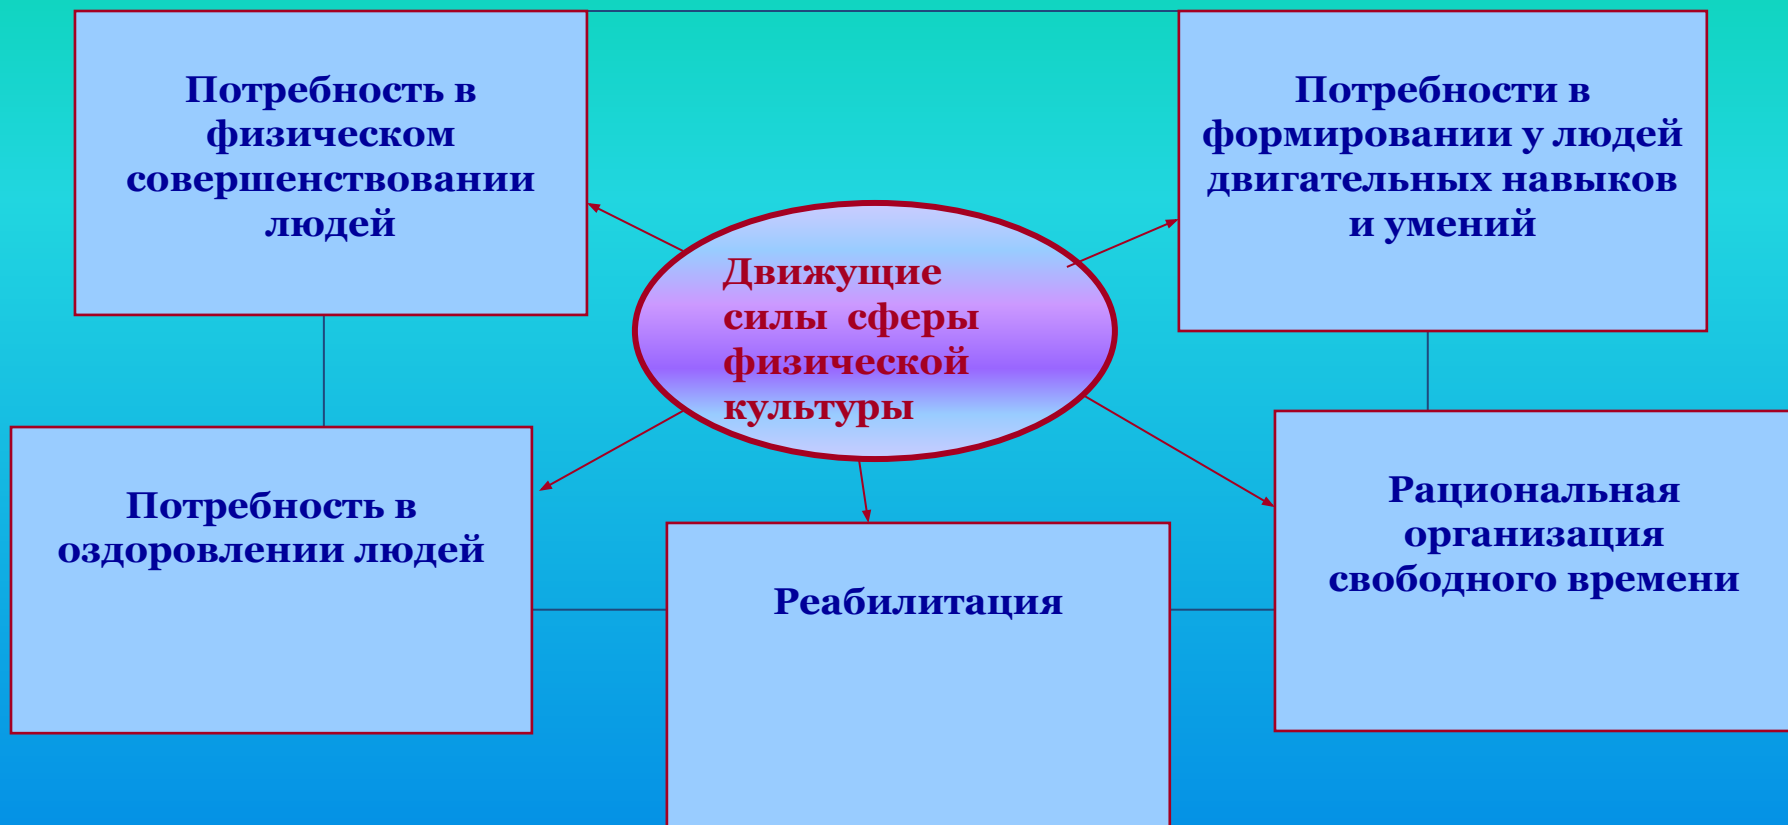 Потребность в
физическом
совершенствовании
людей
Потребности в
формировании у людей
двигательных навыков
и умений
Движущие
силы сферы
физической
культуры
Потребность в
оздоровлении людей
Реабилитация
Рациональная
организация
свободного времени